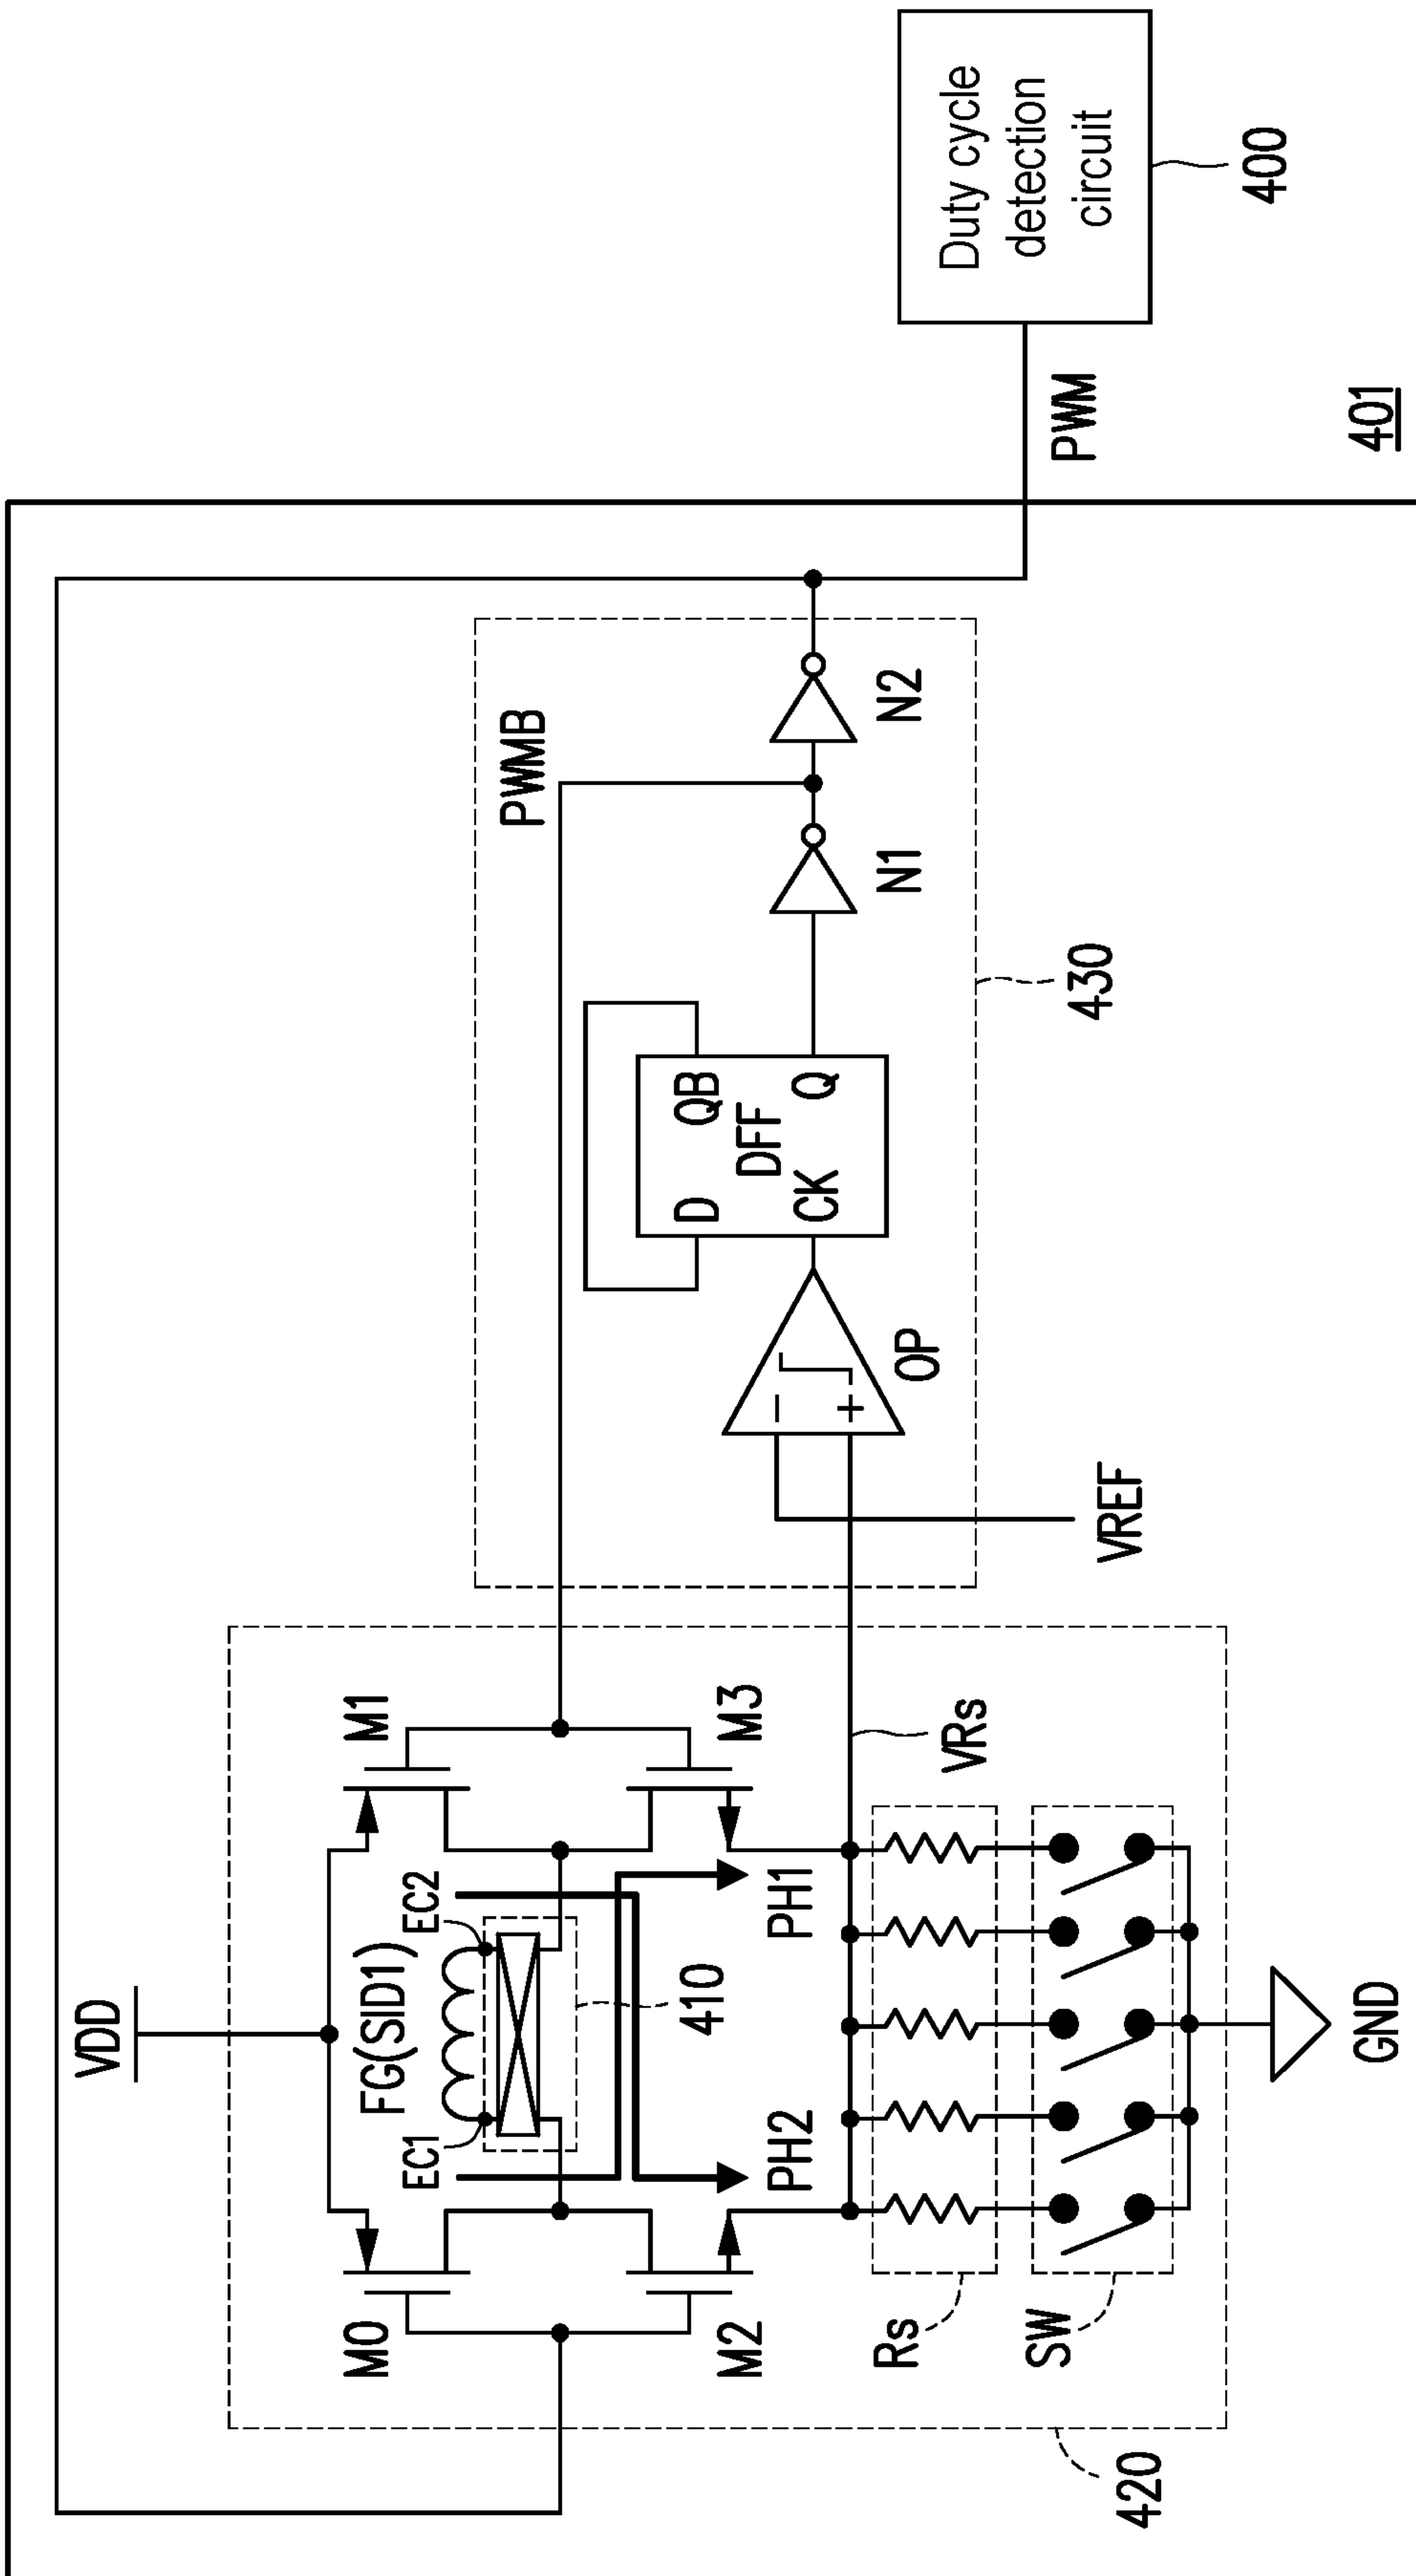 VDD
FG(SID1)
EC1
EC2
M0
M1
M2
M3
410
PH2
PH1
VRs
Rs
SW
420
GND
PWMB
D
QB
DFF
CK
Q
−
+
OP
N1
N2
VREF
430
PWM
Duty cycle
detection
circuit
400
401